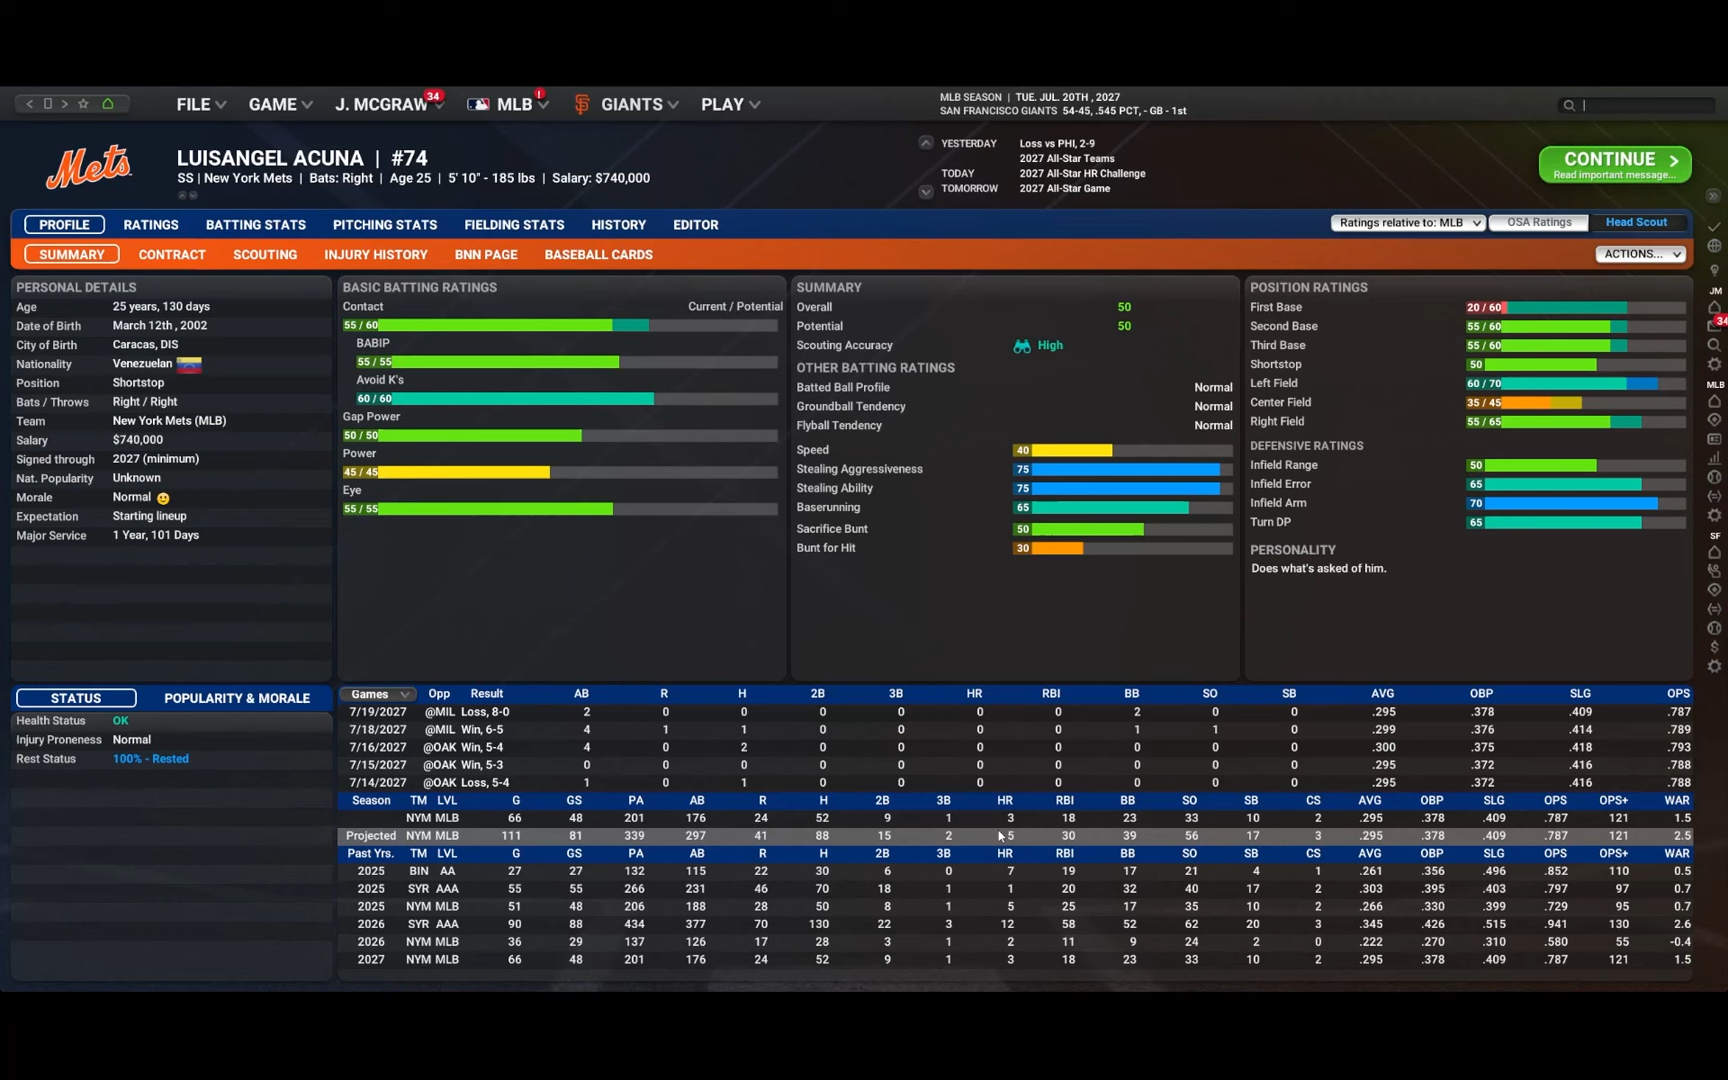 FILE GAME J. MCGRAW 34 MLB ! GIANTS PLAY
MLB SEASON | TUE. JUL. 20TH , 2027
SAN FRANCISCO GIANTS 54-45, .545 PCT, - GB - 1st
Mets
LUISANGEL ACUNA | #74
SS | New York Mets | Bats: Right | Age 25 | 5' 10" - 185 lbs | Salary: $740,000
YESTERDAY Loss vs PHI, 2-9
2027 All-Star Teams
TODAY 2027 All-Star HR Challenge
TOMORROW 2027 All-Star Game
CONTINUE >
Read important message...
PROFILE RATINGS BATTING STATS PITCHING STATS FIELDING STATS HISTORY EDITOR
Ratings relative to: MLB OSA Ratings Head Scout
SUMMARY CONTRACT SCOUTING INJURY HISTORY BNN PAGE BASEBALL CARDS
ACTIONS...
PERSONAL DETAILS
Age 25 years, 130 days
Date of Birth March 12th , 2002
City of Birth Caracas, DIS
Nationality Venezuelan
Position Shortstop
Bats / Throws Right / Right
Team New York Mets (MLB)
Salary $740,000
Signed through 2027 (minimum)
Nat. Popularity Unknown
Morale Normal
Expectation Starting lineup
Major Service 1 Year, 101 Days
BASIC BATTING RATINGS
Contact Current / Potential
55 / 60
BABIP
55 / 55
Avoid K's
60 / 60
Gap Power
50 / 50
Power
45 / 45
Eye
55 / 55
SUMMARY
Overall 50
Potential 50
Scouting Accuracy High
OTHER BATTING RATINGS
Batted Ball Profile Normal
Groundball Tendency Normal
Flyball Tendency Normal
Speed 40
Stealing Aggressiveness 75
Stealing Ability 75
Baserunning 65
Sacrifice Bunt 50
Bunt for Hit 30
POSITION RATINGS
First Base 20 / 60
Second Base 55 / 60
Third Base 55 / 60
Shortstop 50
Left Field 60 / 70
Center Field 35 / 45
Right Field 55 / 65
DEFENSIVE RATINGS
Infield Range 50
Infield Error 65
Infield Arm 70
Turn DP 65
PERSONALITY
Does what's asked of him.
JM
34
MLB
SF
STATUS POPULARITY & MORALE
Health Status OK
Injury Proneness Normal
Rest Status 100% - Rested
Games Opp Result AB R H 2B 3B HR RBI BB SO SB AVG OBP SLG OPS
7/19/2027 @MIL Loss, 8-0 2 0 0 0 0 0 0 2 0 0 .295 .378 .409 .787
7/18/2027 @MIL Win, 6-5 4 1 1 0 0 0 0 1 1 0 .299 .376 .414 .789
7/16/2027 @OAK Win, 5-4 4 0 2 0 0 0 0 0 0 0 .300 .375 .418 .793
7/15/2027 @OAK Win, 5-3 0 0 0 0 0 0 0 0 0 0 .295 .372 .416 .788
7/14/2027 @OAK Loss, 5-4 1 0 1 0 0 0 0 0 0 0 .295 .372 .416 .788
Season TM LVL G GS PA AB R H 2B 3B HR RBI BB SO SB CS AVG OBP SLG OPS OPS+ WAR
NYM MLB 66 48 201 176 24 52 9 1 3 18 23 33 10 2 .295 .378 .409 .787 121 1.5
Projected NYM MLB 111 81 339 297 41 88 15 2 5 30 39 56 17 3 .295 .378 .409 .787 121 2.5
Past Yrs. TM LVL G GS PA AB R H 2B 3B HR RBI BB SO SB CS AVG OBP SLG OPS OPS+ WAR
2025 BIN AA 27 27 132 115 22 30 6 0 7 19 17 21 4 1 .261 .356 .496 .852 110 0.5
2025 SYR AAA 55 55 266 231 46 70 18 1 1 20 32 40 17 2 .303 .395 .403 .797 97 0.7
2025 NYM MLB 51 48 206 188 28 50 8 1 5 25 17 35 10 2 .266 .330 .399 .729 95 0.7
2026 SYR AAA 90 88 434 377 70 130 22 3 12 58 52 62 20 3 .345 .426 .515 .941 130 2.6
2026 NYM MLB 36 29 137 126 17 28 3 1 2 11 9 24 2 0 .222 .270 .310 .580 55 -0.4
2027 NYM MLB 66 48 201 176 24 52 9 1 3 18 23 33 10 2 .295 .378 .409 .787 121 1.5